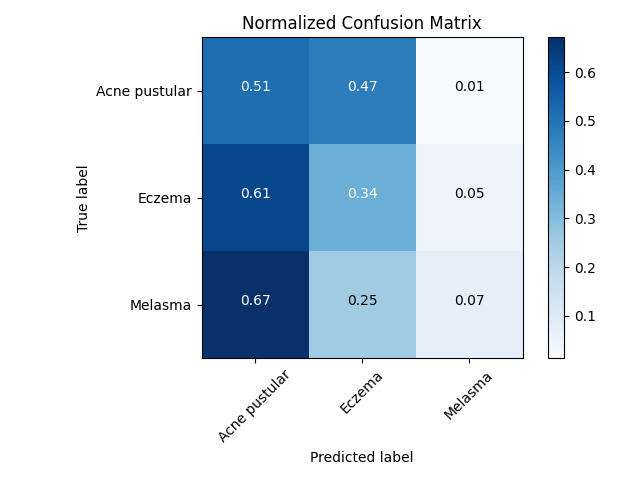 Normalized Confusion Matrix
True label
Acne pustular 0.51 0.47 0.01
Eczema 0.61 0.34 0.05
Melasma 0.67 0.25 0.07
Acne pustular Eczema Melasma
Predicted label
0.6
0.5
0.4
0.3
0.2
0.1